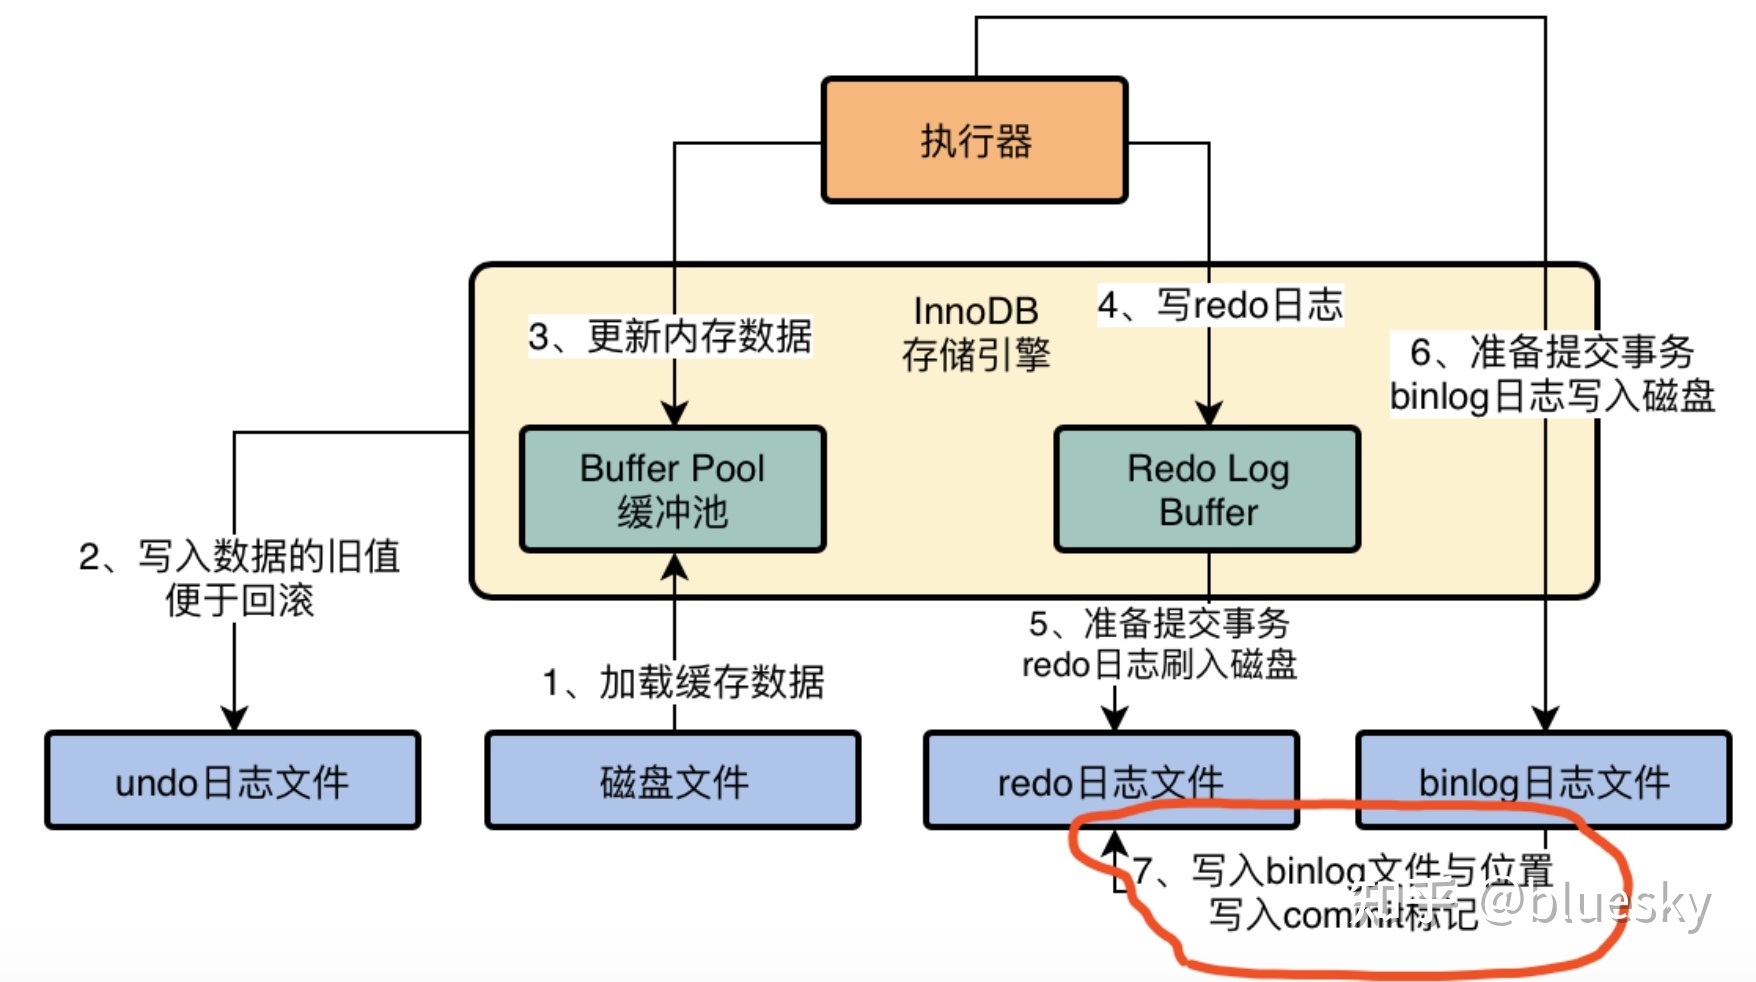 执行器
InnoDB
存储引擎
3、更新内存数据
4、写redo日志
6、准备提交事务
binlog日志写入磁盘
Buffer Pool
缓冲池
Redo Log
Buffer
2、写入数据的旧值
便于回滚
1、加载缓存数据
5、准备提交事务
redo日志刷入磁盘
undo日志文件
磁盘文件
redo日志文件
binlog日志文件
7、写入binlog文件与位置
写入commit标记
知乎 @bluesky